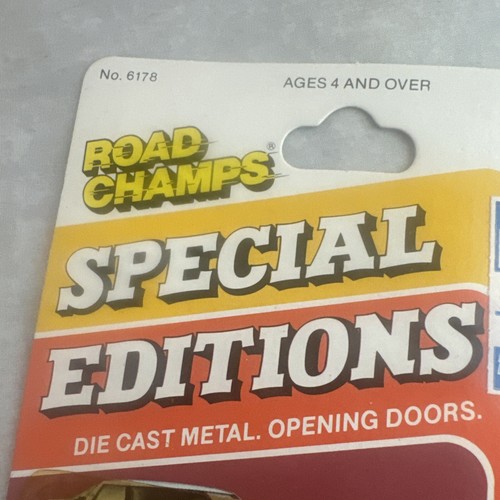 No. 6178
AGES 4 AND OVER
ROAD
CHAMPS®
SPECIAL
EDITIONS
DIE CAST METAL. OPENING DOORS.